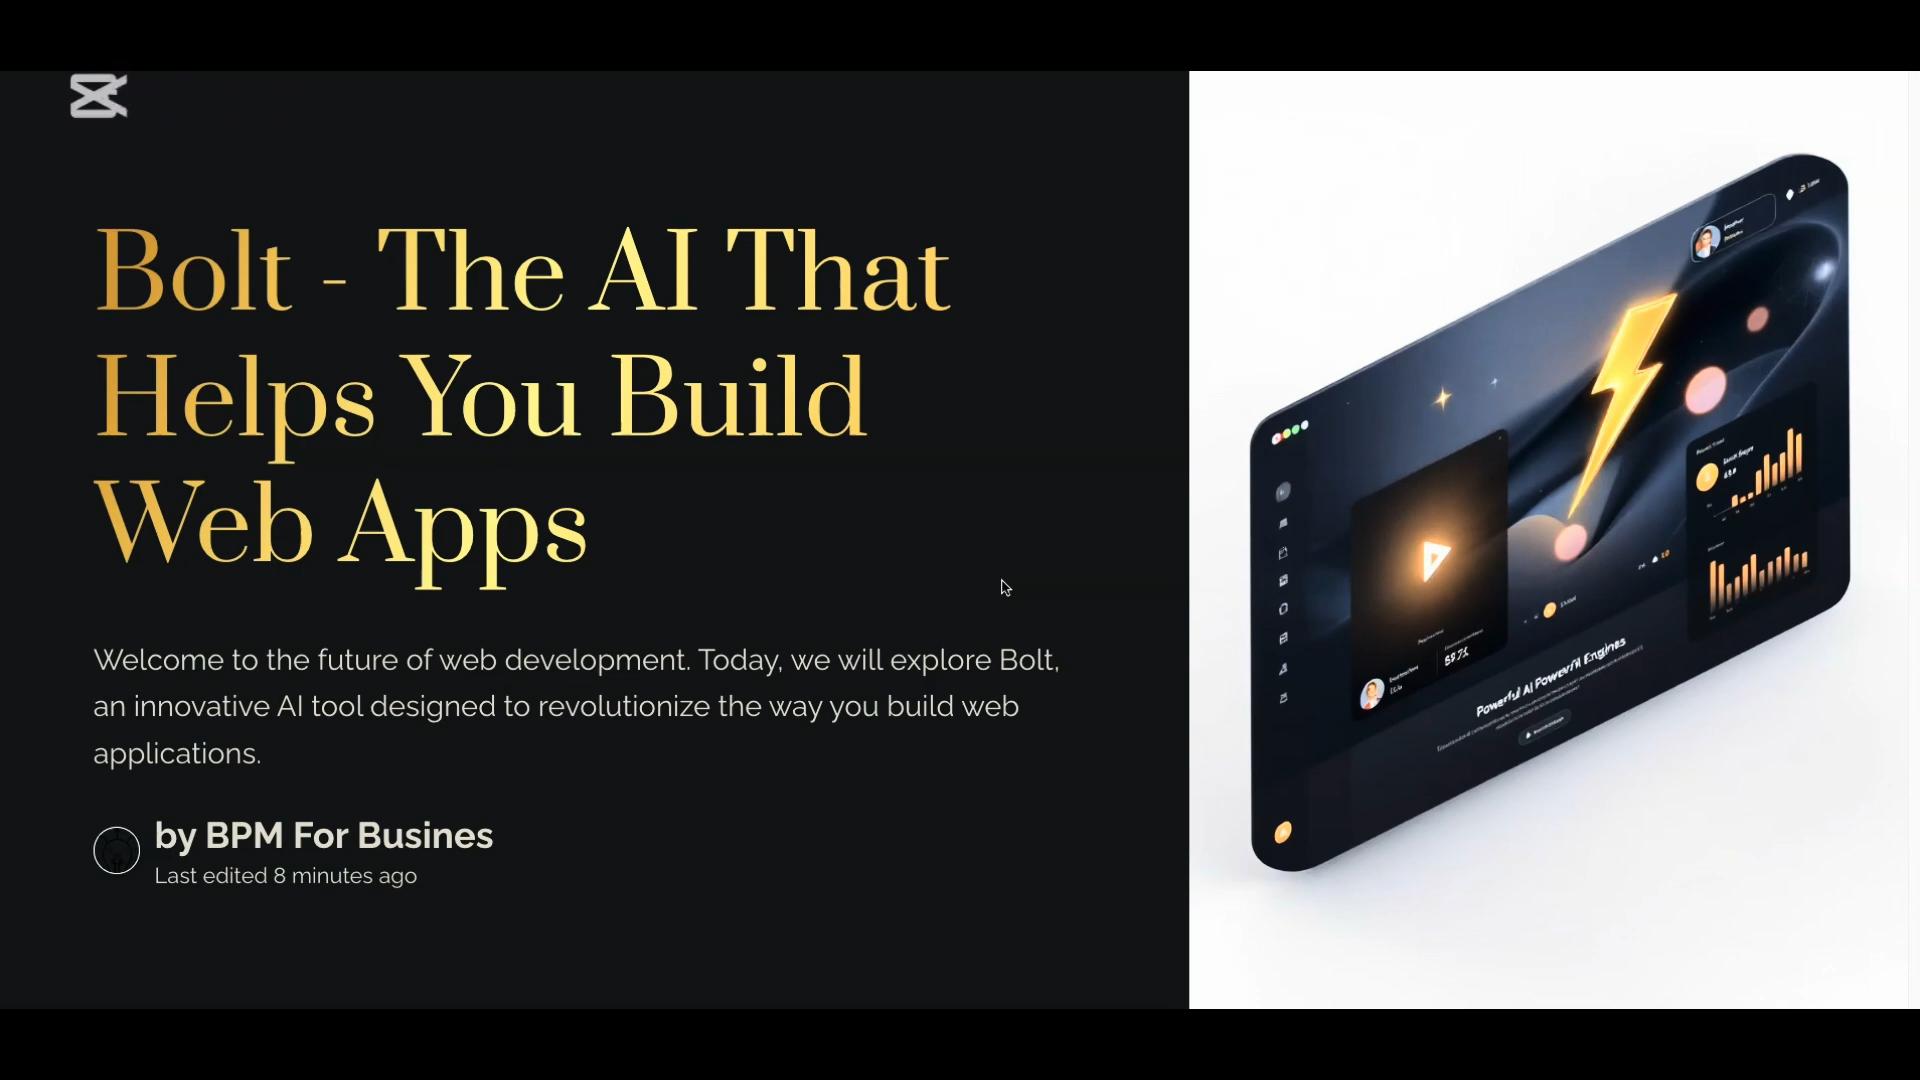 Bolt - The AI That
Helps You Build
Web Apps
Welcome to the future of web development. Today, we will explore Bolt,
an innovative AI tool designed to revolutionize the way you build web
applications.
by BPM For Busines
Last edited 8 minutes ago
Powerful AI Powerful Engines